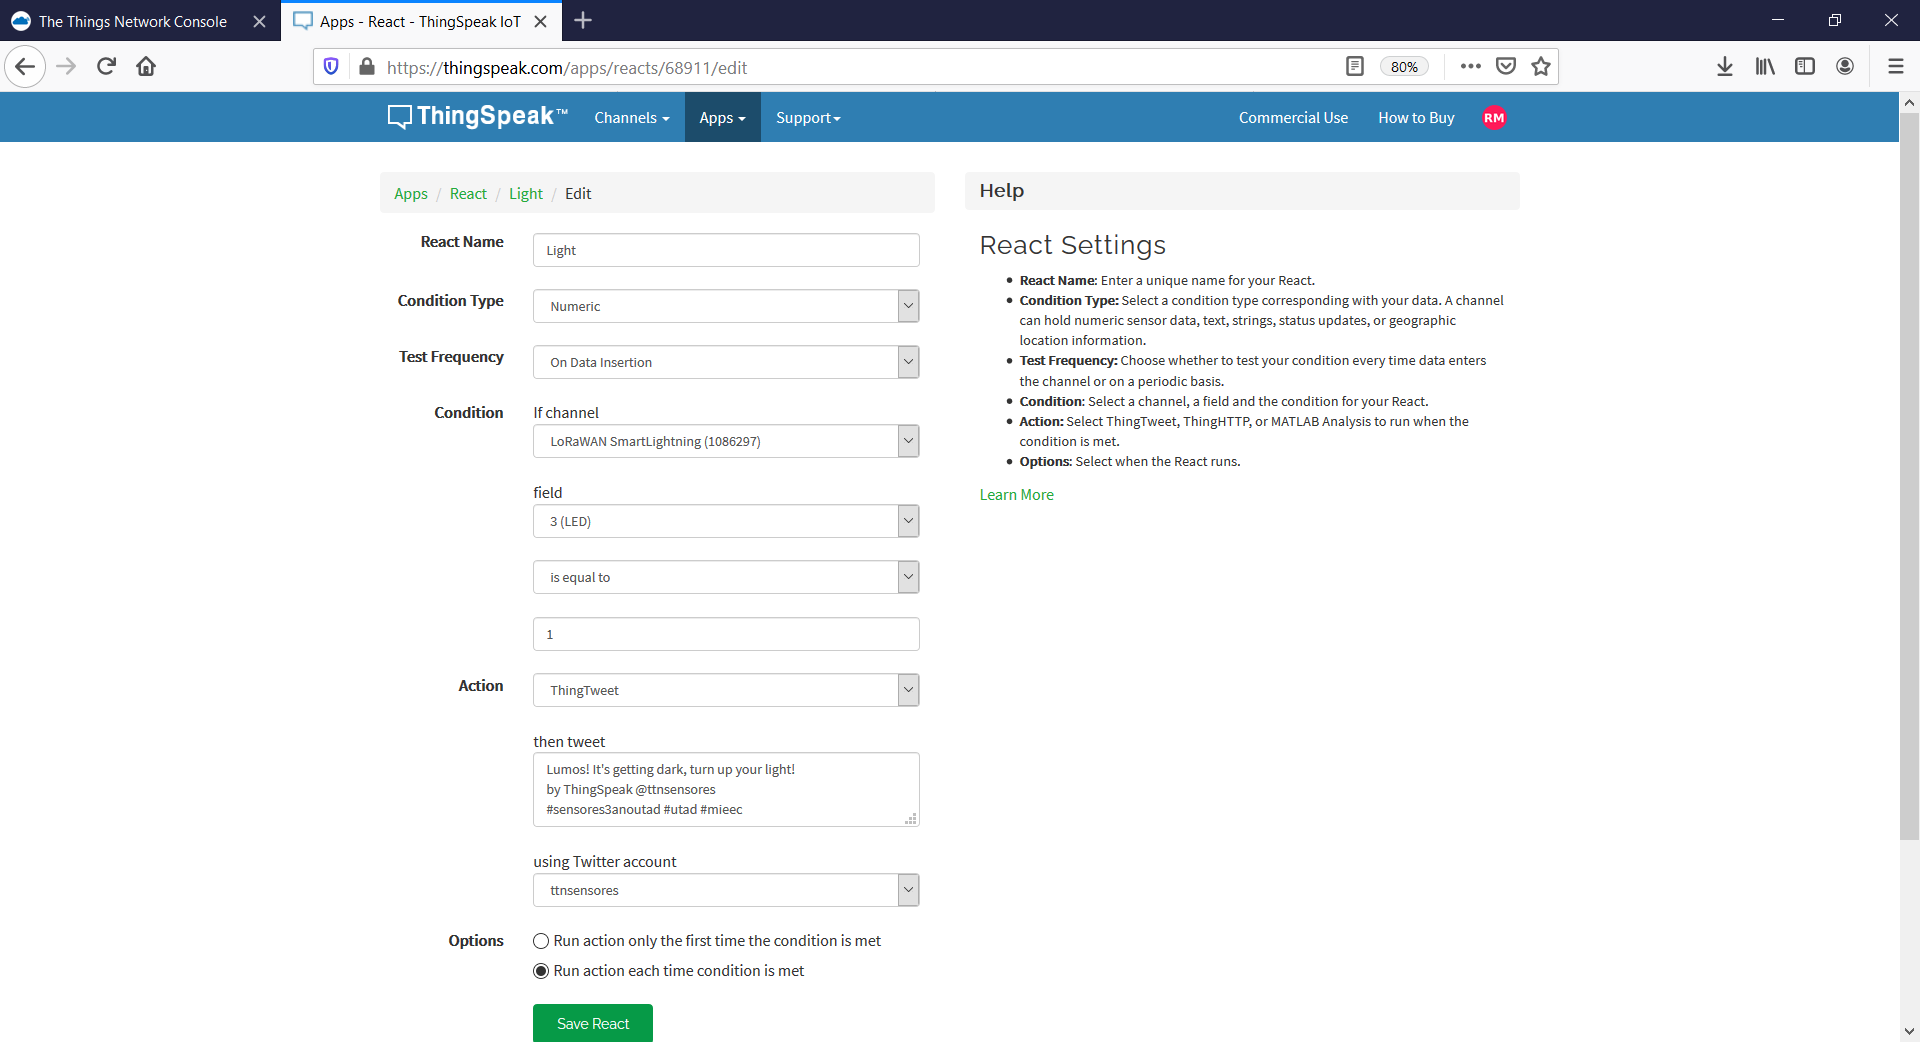 The Things Network Console
Apps - React - ThingSpeak IoT
https://thingspeak.com/apps/reacts/68911/edit
80%
ThingSpeak™
Channels
Apps
Support
Commercial Use
How to Buy
RM
Apps / React / Light / Edit
React Name
Light
Condition Type
Numeric
Test Frequency
On Data Insertion
Condition
If channel
LoRaWAN SmartLightning (1086297)
field
3 (LED)
is equal to
1
Action
ThingTweet
then tweet
Lumos! It's getting dark, turn up your light!
by ThingSpeak @ttnsensores
#sensores3anoutad #utad #mieec
using Twitter account
ttnsensores
Options
Run action only the first time the condition is met
Run action each time condition is met
Save React
Help
React Settings
React Name: Enter a unique name for your React.
Condition Type: Select a condition type corresponding with your data. A channel
can hold numeric sensor data, text, strings, status updates, or geographic
location information.
Test Frequency: Choose whether to test your condition every time data enters
the channel or on a periodic basis.
Condition: Select a channel, a field and the condition for your React.
Action: Select ThingTweet, ThingHTTP, or MATLAB Analysis to run when the
condition is met.
Options: Select when the React runs.
Learn More